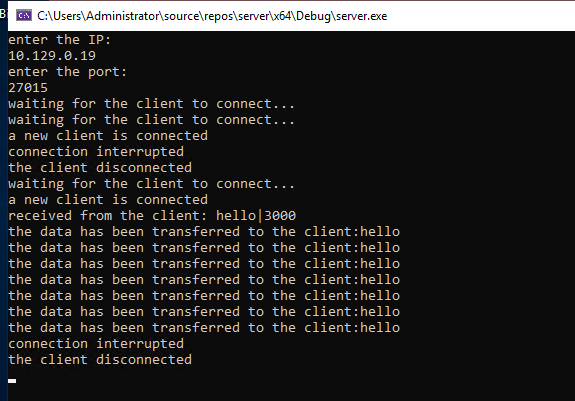 C:\Users\Administrator\source\repos\server\x64\Debug\server.exe
enter the IP:
10.129.0.19
enter the port:
27015
waiting for the client to connect...
waiting for the client to connect...
a new client is connected
connection interrupted
the client disconnected
waiting for the client to connect...
a new client is connected
received from the client: hello|3000
the data has been transferred to the client:hello
the data has been transferred to the client:hello
the data has been transferred to the client:hello
the data has been transferred to the client:hello
the data has been transferred to the client:hello
the data has been transferred to the client:hello
the data has been transferred to the client:hello
connection interrupted
the client disconnected